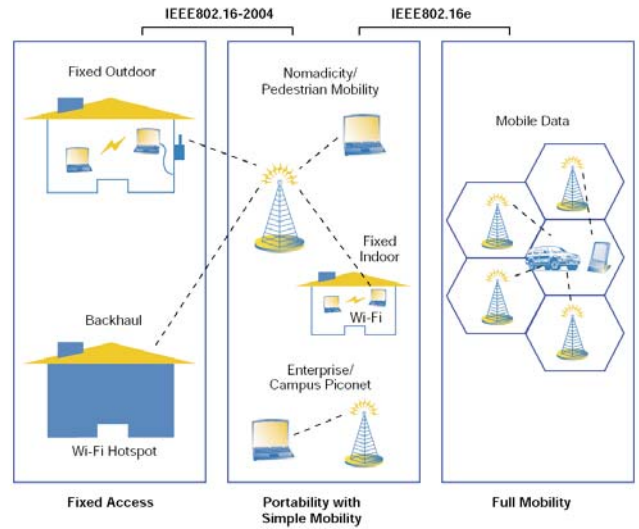 IEEE802.16-2004
IEEE802.16e
Fixed Outdoor
Backhaul
Wi-Fi Hotspot
Fixed Access
Nomadicity/
Pedestrian Mobility
Fixed
Indoor
Wi-Fi
Enterprise/
Campus Piconet
Portability with
Simple Mobility
Mobile Data
Full Mobility